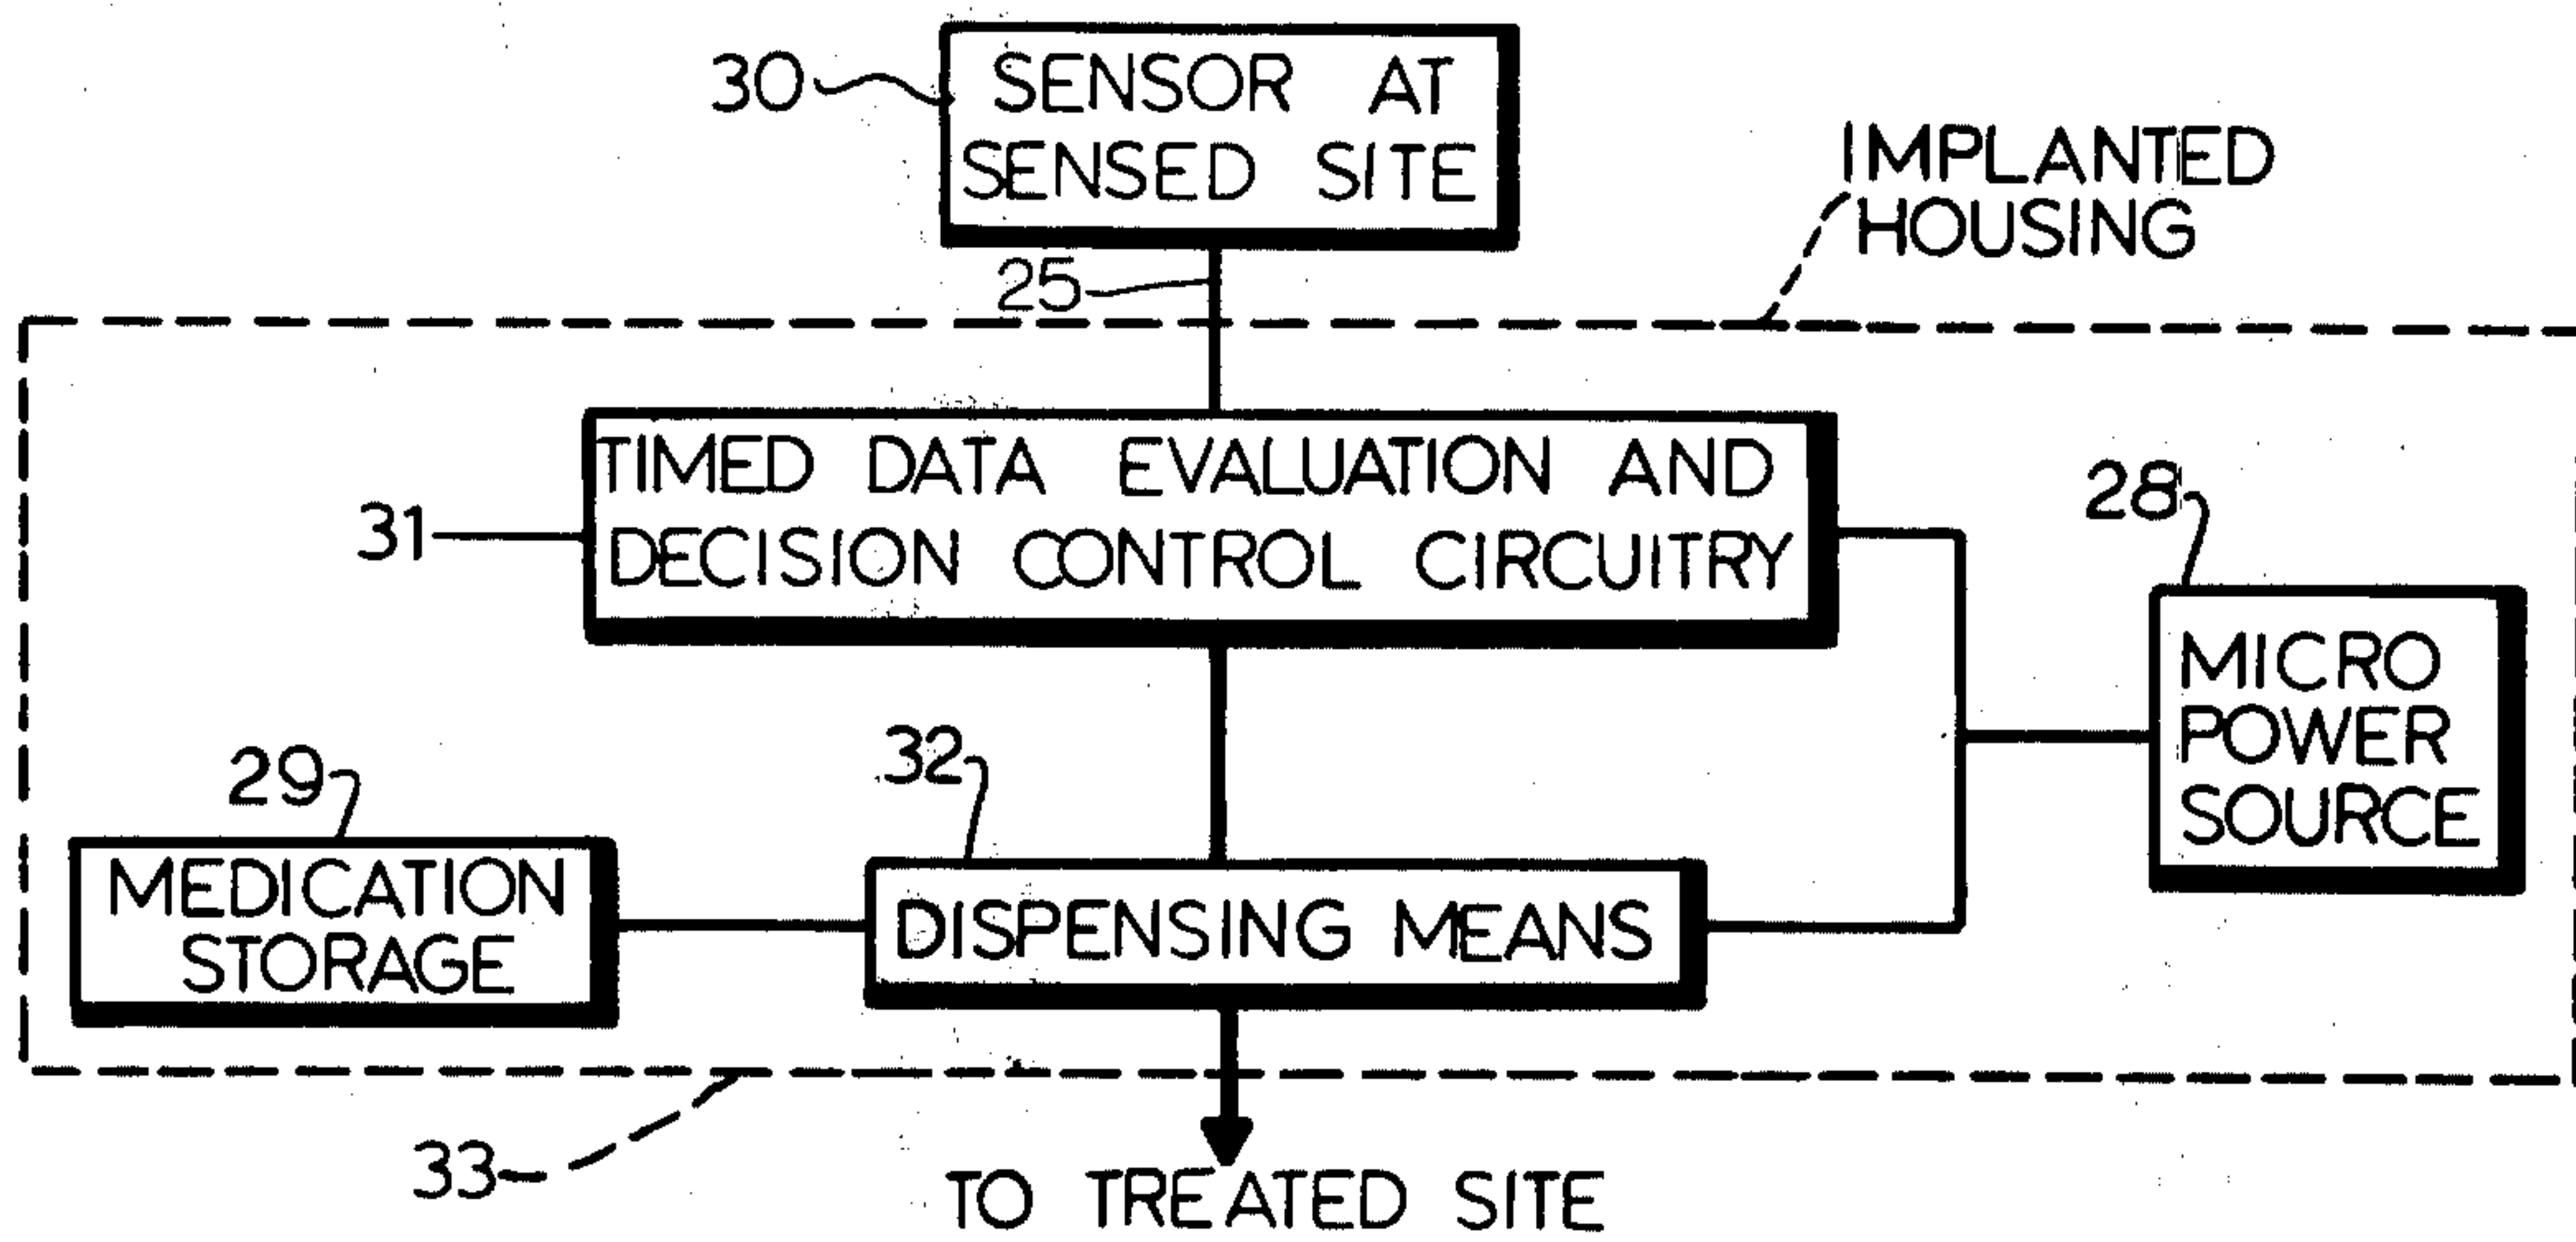 30
SENSOR AT
SENSED SITE
IMPLANTED
HOUSING
25
TIMED DATA EVALUATION AND
DECISION CONTROL CIRCUITRY
31
28
MICRO
POWER
SOURCE
29
32
MEDICATION
STORAGE
DISPENSING MEANS
33
TO TREATED SITE